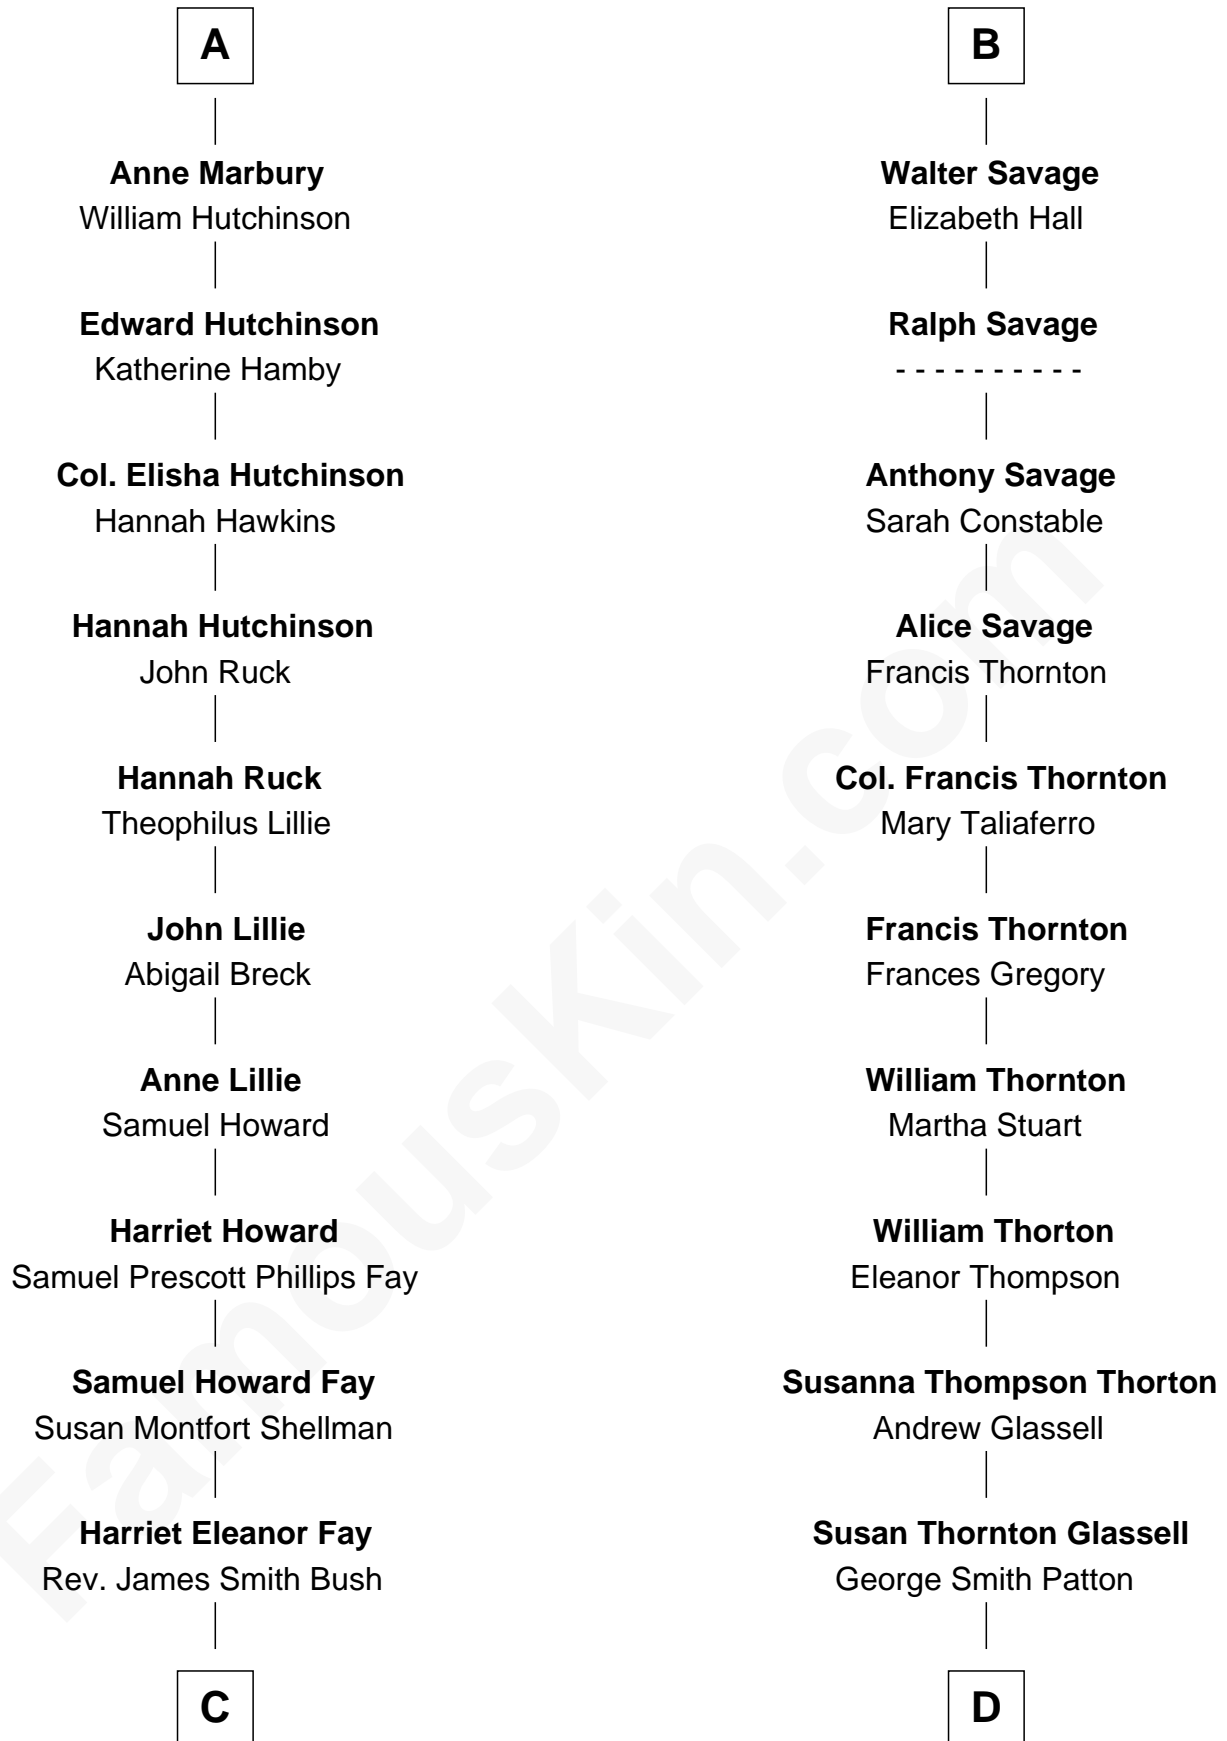 A
Anne Marbury
William Hutchinson
Edward Hutchinson
Katherine Hamby
Col. Elisha Hutchinson
Hannah Hawkins
Hannah Hutchinson
John Ruck
Hannah Ruck
Theophilus Lillie
John Lillie
Abigail Breck
Anne Lillie
Samuel Howard
Harriet Howard
Samuel Prescott Phillips Fay
Samuel Howard Fay
Susan Montfort Shellman
Harriet Eleanor Fay
Rev. James Smith Bush
C
B
Walter Savage
Elizabeth Hall
Ralph Savage
- - - - - - - - - -
Anthony Savage
Sarah Constable
Alice Savage
Francis Thornton
Col. Francis Thornton
Mary Taliaferro
Francis Thornton
Frances Gregory
William Thornton
Martha Stuart
William Thorton
Eleanor Thompson
Susanna Thompson Thorton
Andrew Glassell
Susan Thornton Glassell
George Smith Patton
D
FamousKin.com